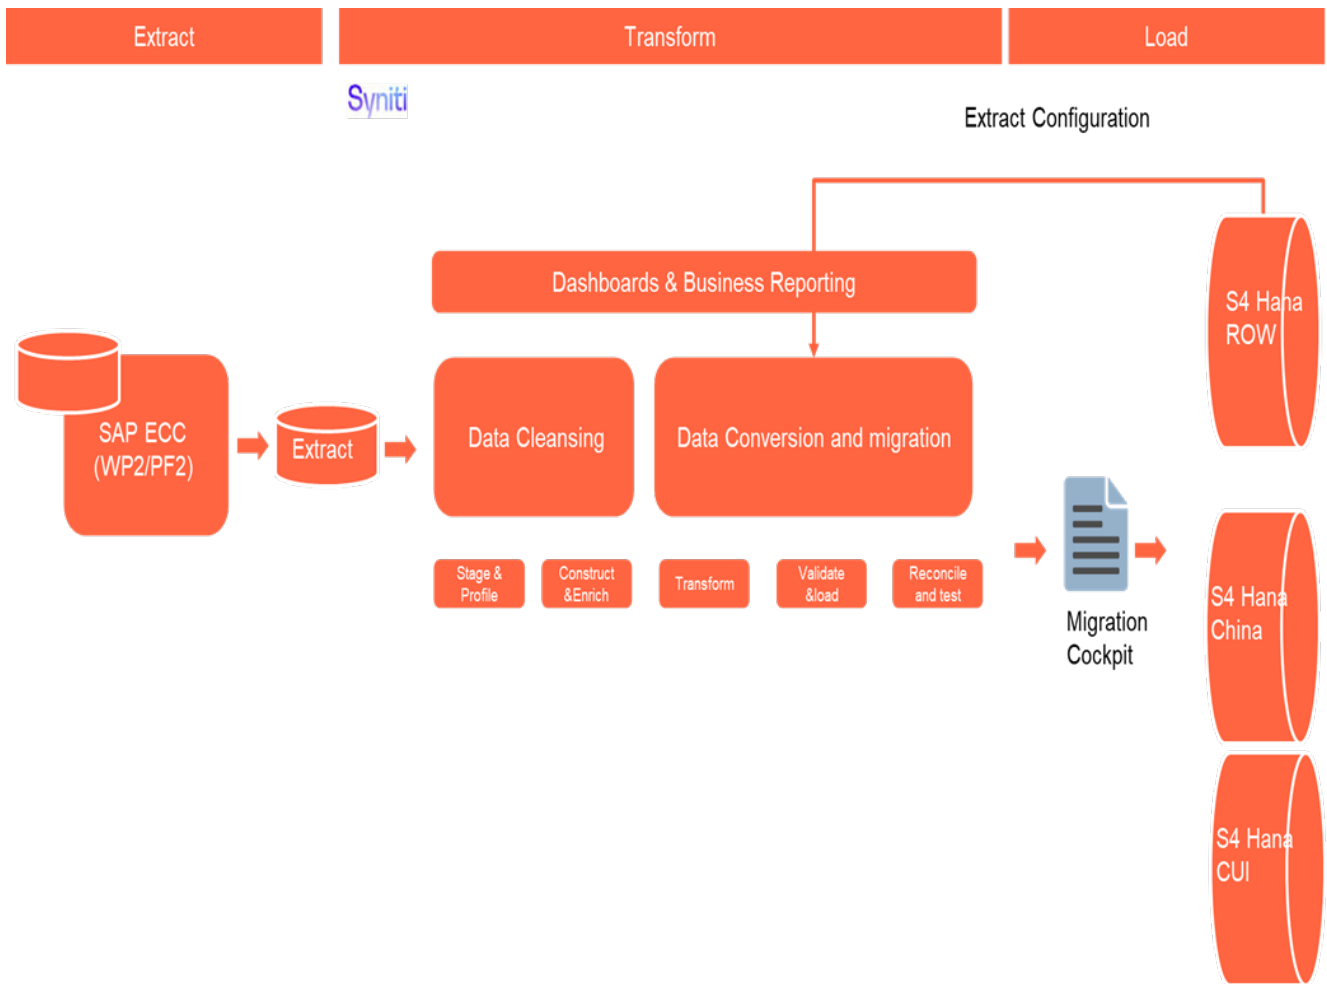 Extract
Transform
Load
Syniti
Extract Configuration
Dashboards & Business Reporting
S4 Hana
ROW
SAP ECC
(WP2/PF2)
Extract
Data Cleansing
Data Conversion and migration
Stage &
Profile
Construct
&Enrich
Transform
Validate
&load
Reconcile
and test
Migration
Cockpit
S4 Hana
China
S4 Hana
CUI